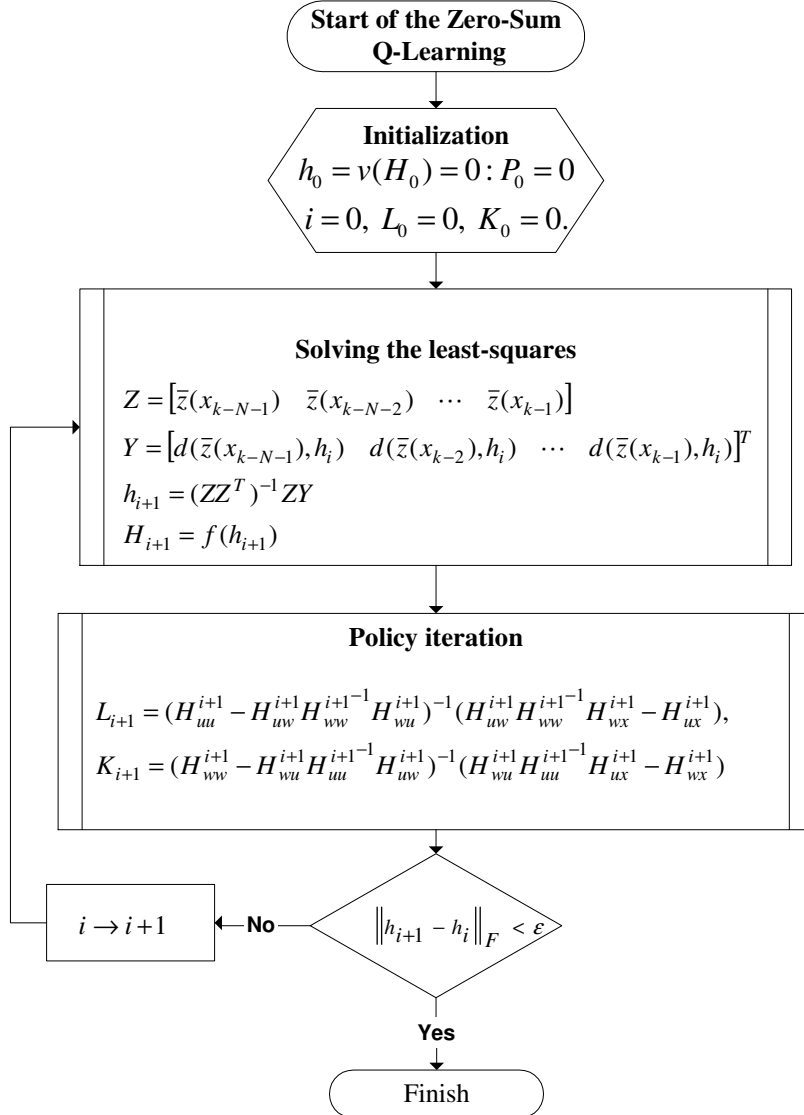 Start of the Zero-Sum
Q-Learning
Initialization
h₀ = v(H₀) = 0 : P₀ = 0
i = 0, L₀ = 0, K₀ = 0.
Solving the least-squares
Z = [z̄(x_{k−N−1}) z̄(x_{k−N−2}) ⋯ z̄(x_{k−1})]
Y = [d(z̄(x_{k−N−1}), h_i) d(z̄(x_{k−2}), h_i) ⋯ d(z̄(x_{k−1}), h_i)]^T
h_{i+1} = (ZZ^T)^{−1} ZY
H_{i+1} = f(h_{i+1})
Policy iteration
L_{i+1} = (H_{uu}^{i+1} − H_{uw}^{i+1} H_{ww}^{i+1}^{−1} H_{wu}^{i+1})^{−1} (H_{uw}^{i+1} H_{ww}^{i+1}^{−1} H_{wx}^{i+1} − H_{ux}^{i+1}),
K_{i+1} = (H_{ww}^{i+1} − H_{wu}^{i+1} H_{uu}^{i+1}^{−1} H_{uw}^{i+1})^{−1} (H_{wu}^{i+1} H_{uu}^{i+1}^{−1} H_{ux}^{i+1} − H_{wx}^{i+1})
‖h_{i+1} − h_i‖_F < ε
No
i → i+1
Yes
Finish